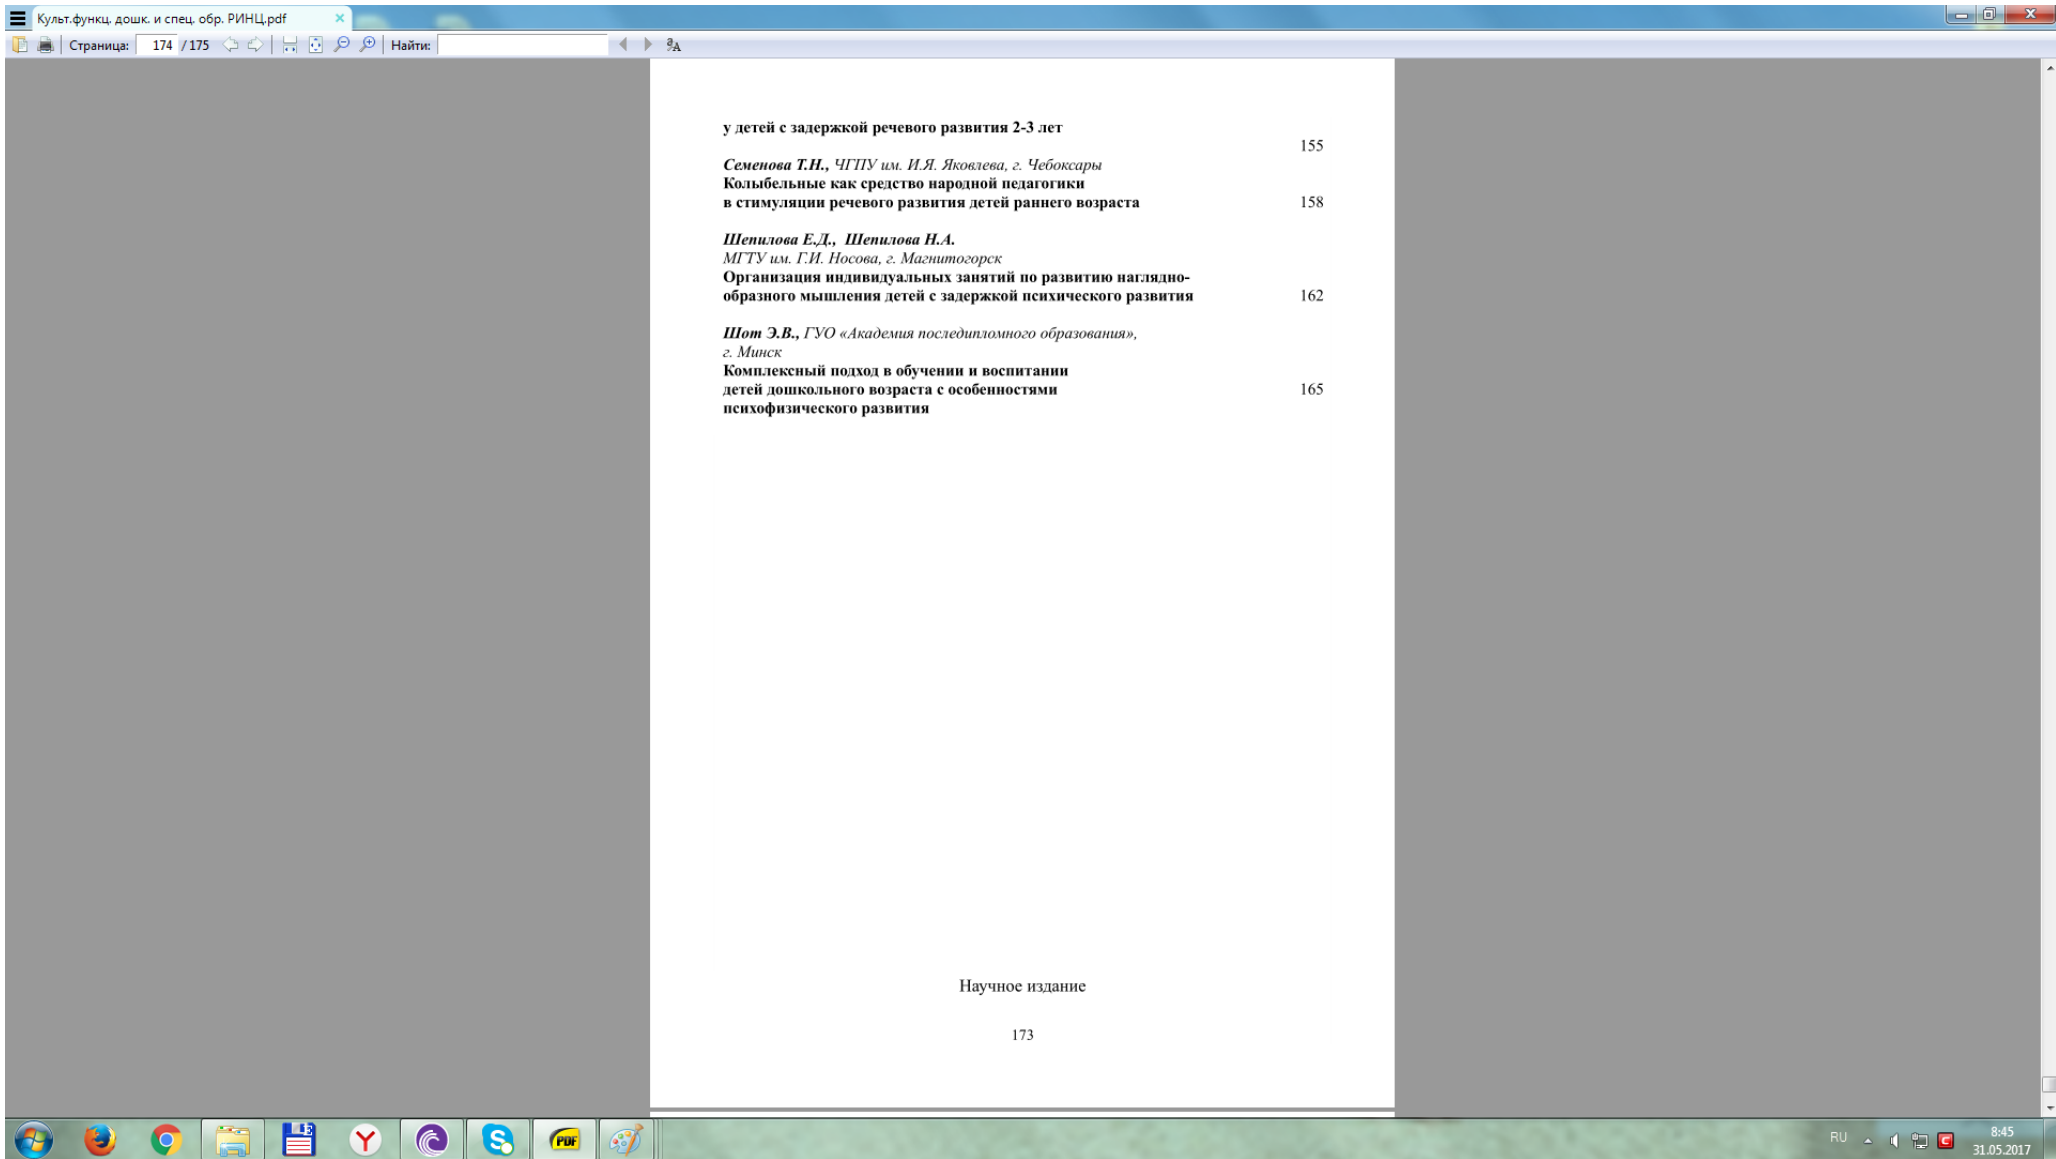 Культ.функц. дошк. и спец. обр. РИНЦ.pdf
Страница: 174 / 175 Найти:
у детей с задержкой речевого развития 2-3 лет
155
Семенова Т.Н., ЧГПУ им. И.Я. Яковлева, г. Чебоксары
Колыбельные как средство народной педагогики
в стимуляции речевого развития детей раннего возраста 158
Шепилова Е.Д., Шепилова Н.А.
МГТУ им. Г.И. Носова, г. Магнитогорск
Организация индивидуальных занятий по развитию наглядно-
образного мышления детей с задержкой психического развития 162
Шот Э.В., ГУО «Академия последипломного образования»,
г. Минск
Комплексный подход в обучении и воспитании
детей дошкольного возраста с особенностями 165
психофизического развития
Научное издание
173
PDF
RU
8:45
31.05.2017